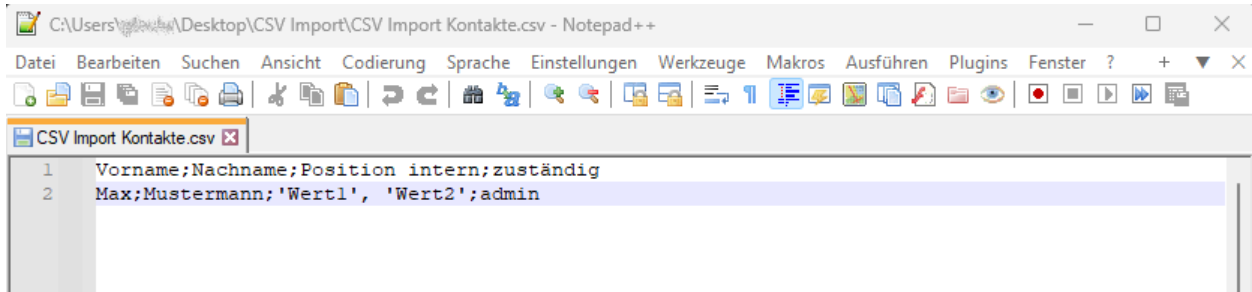 C:\Users\ \Desktop\CSV Import\CSV Import Kontakte.csv - Notepad++
Datei Bearbeiten Suchen Ansicht Codierung Sprache Einstellungen Werkzeuge Makros Ausführen Plugins Fenster ? + ▼ X
CSV Import Kontakte.csv
1 Vorname;Nachname;Position intern;zuständig
2 Max;Mustermann;'Wert1', 'Wert2';admin